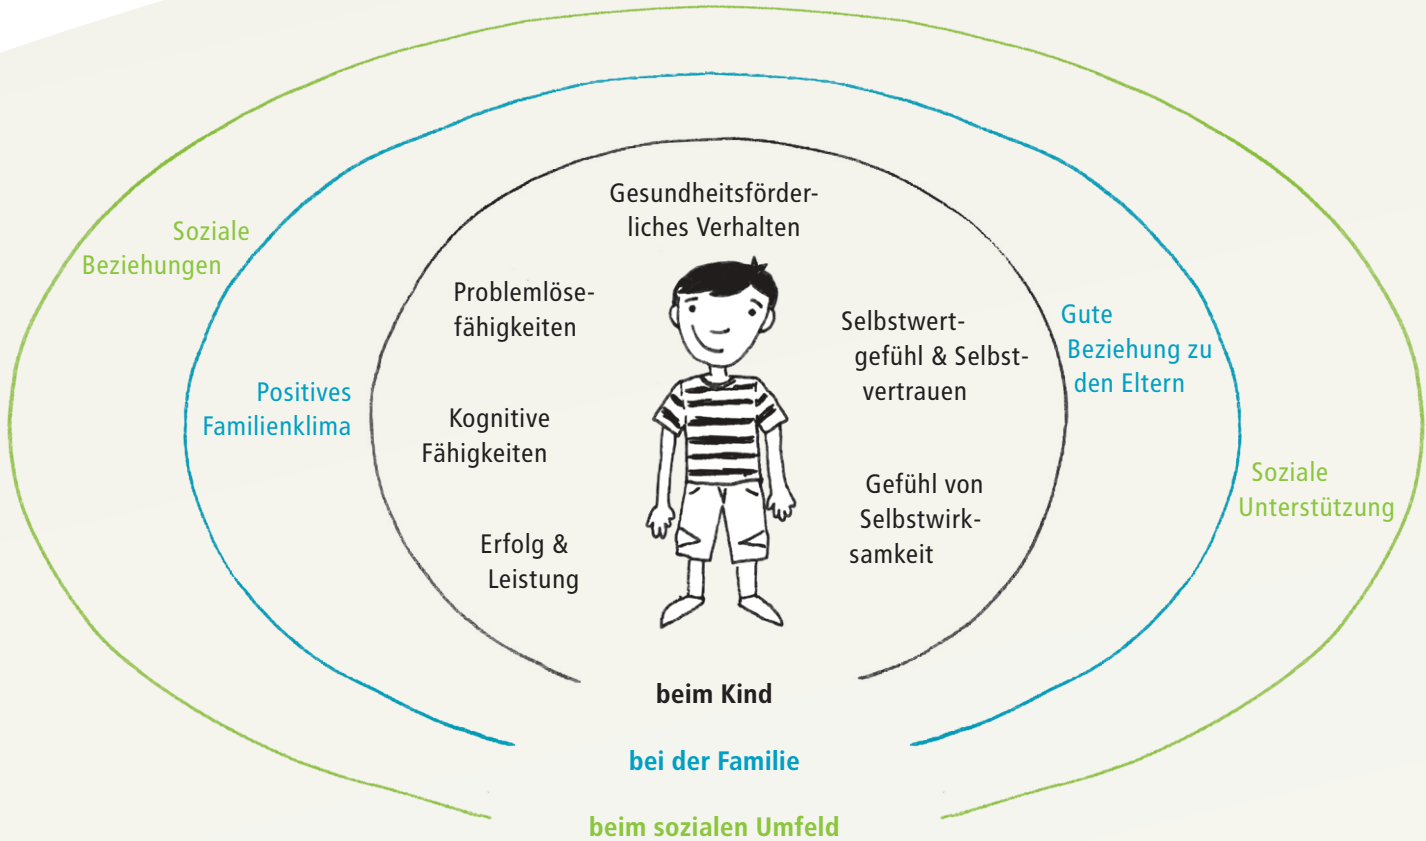 Gesundheitsförder-
liches Verhalten
Soziale
Beziehungen
Problemlöse-
fähigkeiten
Selbstwert-
gefühl & Selbst-
vertrauen
Gute
Beziehung zu
den Eltern
Positives
Familienklima
Kognitive
Fähigkeiten
Gefühl von
Selbstwirk-
samkeit
Soziale
Unterstützung
Erfolg &
Leistung
beim Kind
bei der Familie
beim sozialen Umfeld